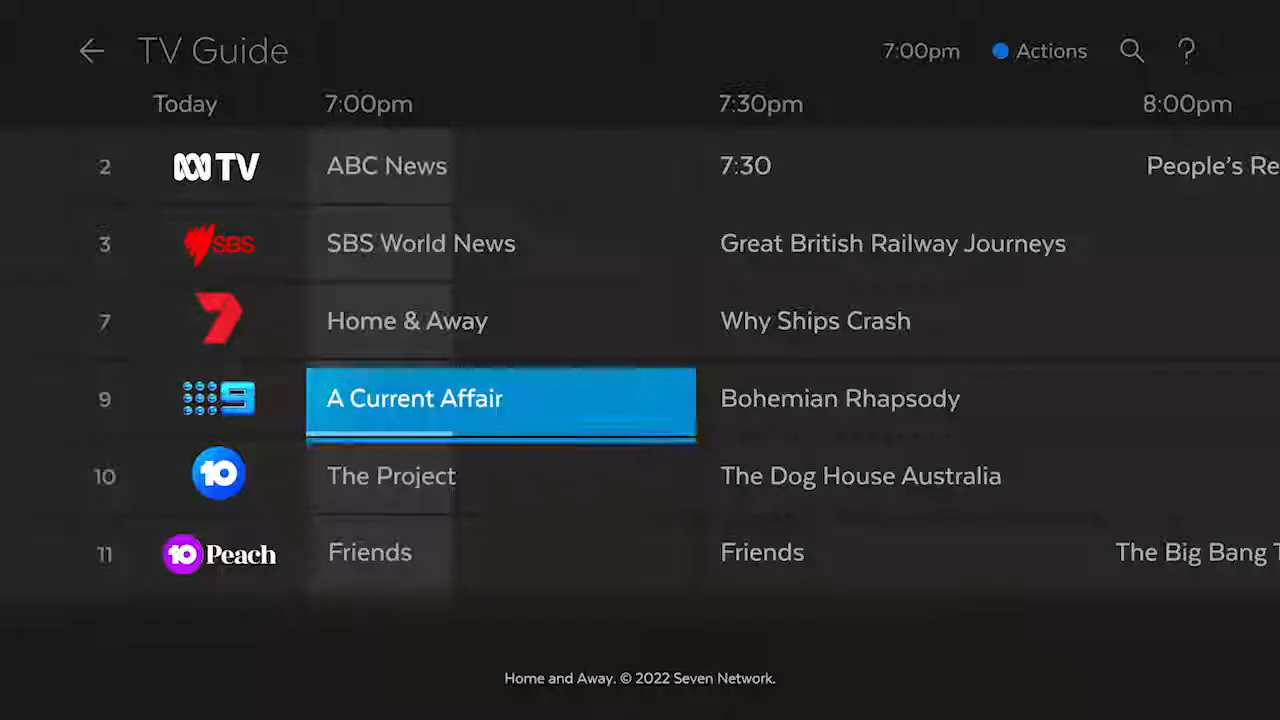 TV Guide 7:00pm Actions ?
Today 7:00pm 7:30pm 8:00pm
2 TV ABC News 7:30 People's Re
3 SBS SBS World News Great British Railway Journeys
7 7 Home & Away Why Ships Crash
9 9 A Current Affair Bohemian Rhapsody
10 10 The Project The Dog House Australia
11 10 Peach Friends Friends The Big Bang T
Home and Away. © 2022 Seven Network.